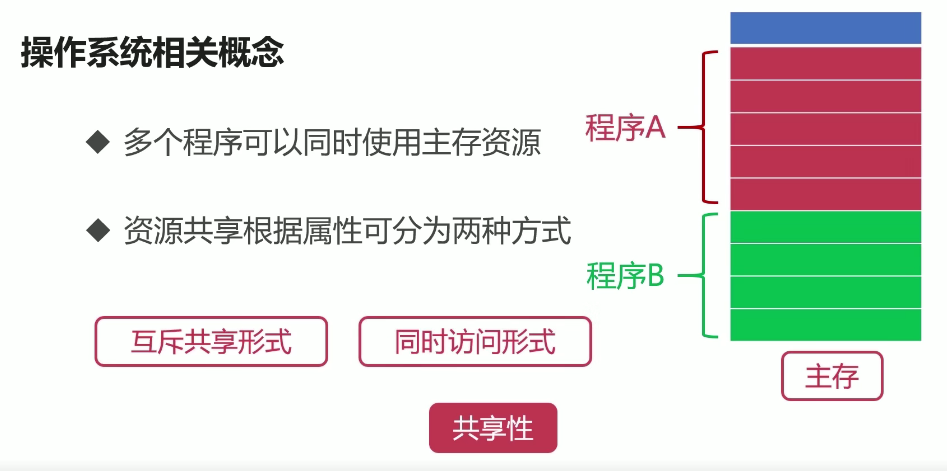 操作系统相关概念
◆ 多个程序可以同时使用主存资源
程序A
◆ 资源共享根据属性可分为两种方式
程序B
互斥共享形式
同时访问形式
主存
共享性